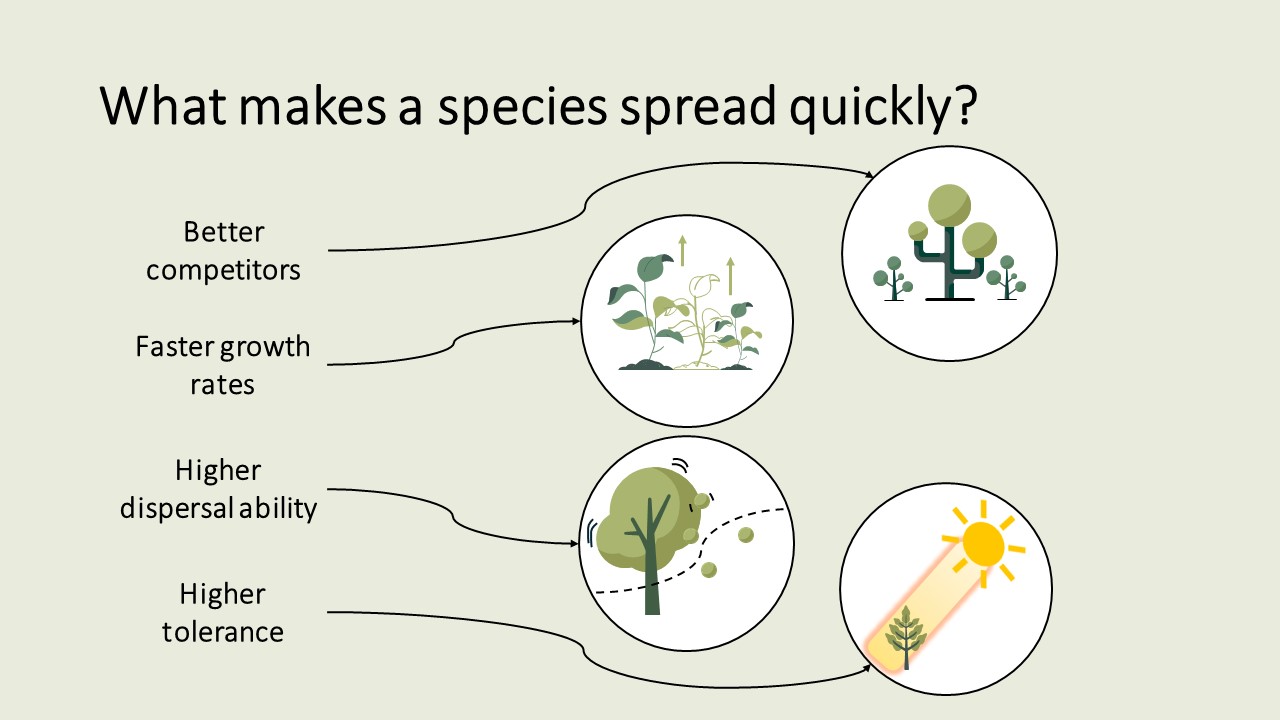 What makes a species spread quickly?
Better
competitors
Faster growth
rates
Higher
dispersal ability
Higher
tolerance